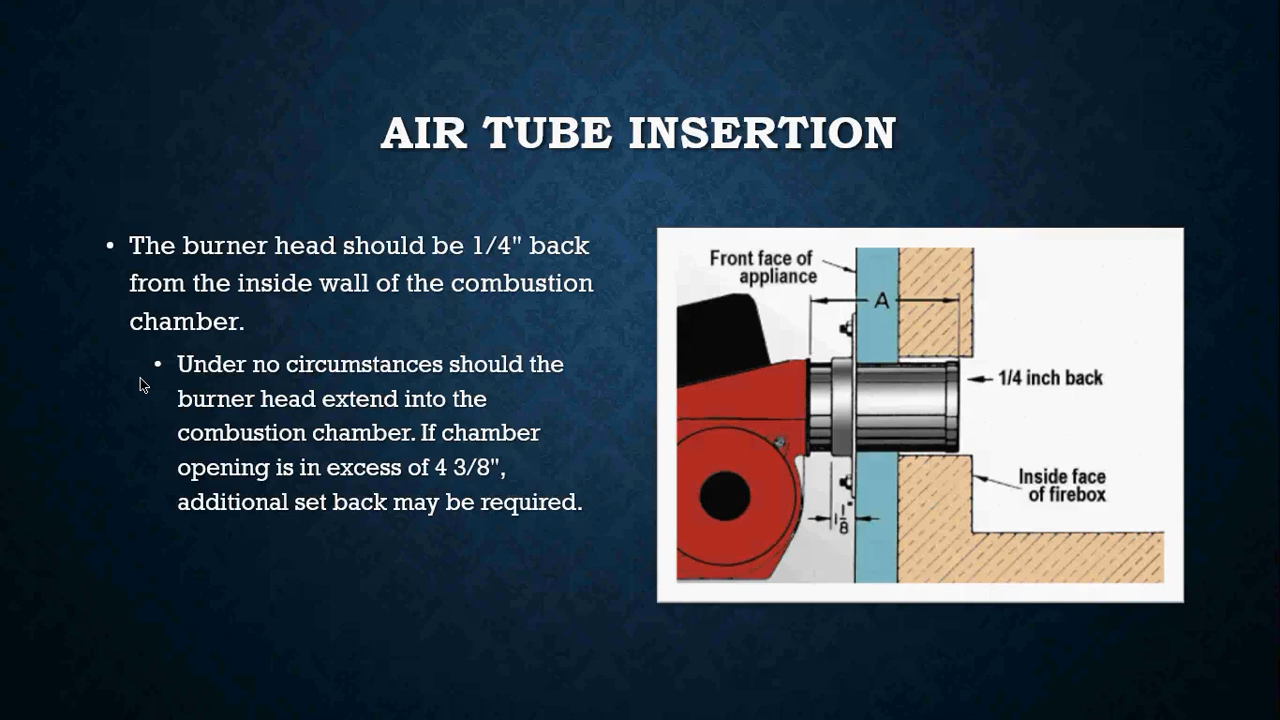 AIR TUBE INSERTION
• The burner head should be 1/4" back
from the inside wall of the combustion
chamber.
• Under no circumstances should the
burner head extend into the
combustion chamber. If chamber
opening is in excess of 4 3/8",
additional set back may be required.
Front face of
appliance
A
1/4 inch back
Inside face
of firebox
1 1/8"